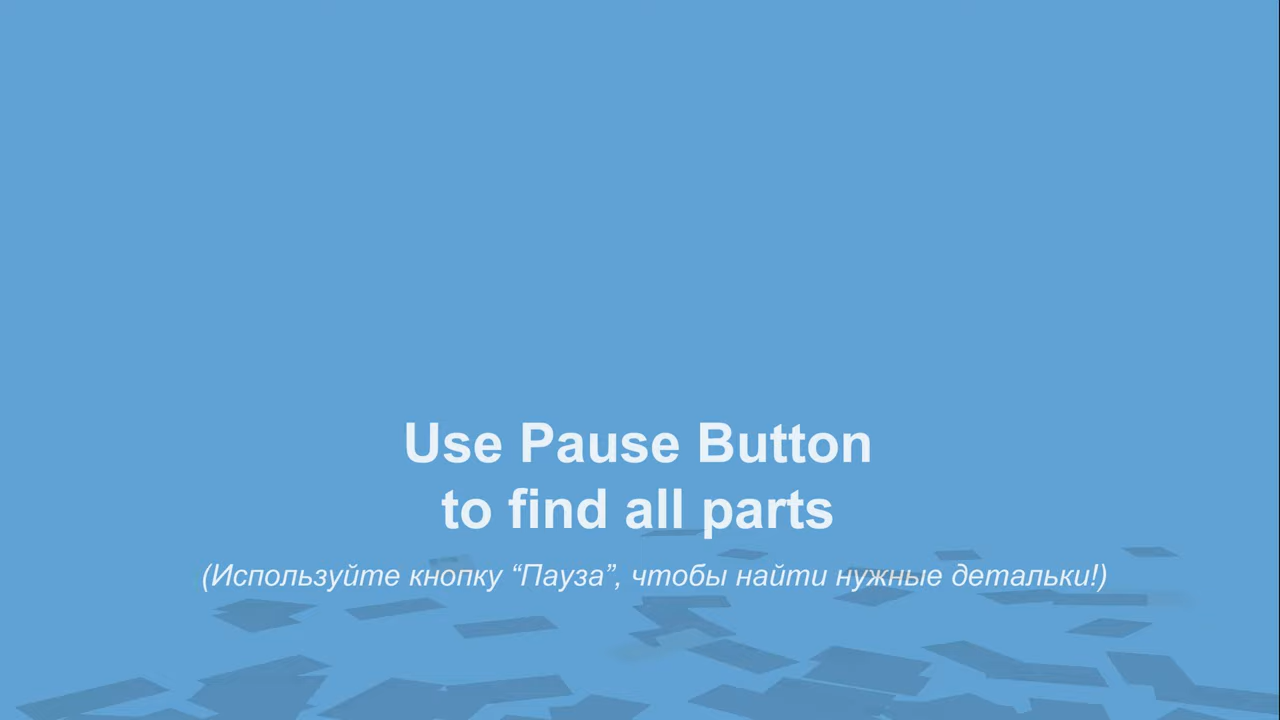 Use Pause Button
to find all parts
(Используйте кнопку “Пауза”, чтобы найти нужные детальки!)